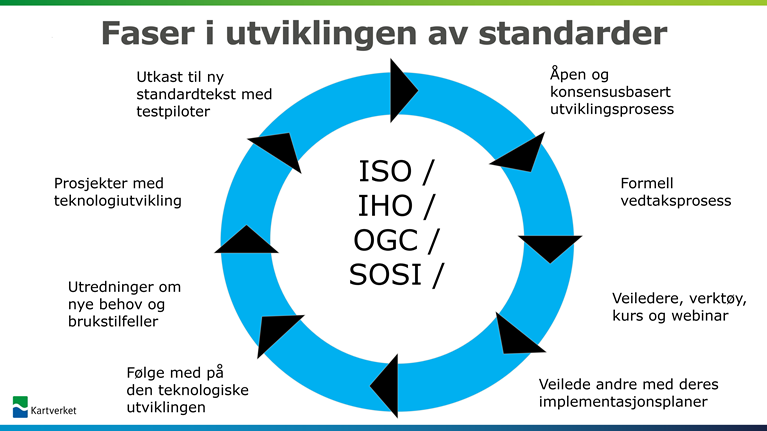 Faser i utviklingen av standarder
Utkast til ny
standardtekst med
testpiloter
Åpen og
konsensusbasert
utviklingsprosess
Prosjekter med
teknologiutvikling
ISO /
IHO /
OGC /
SOSI /
Formell
vedtaksprosess
Utredninger om
nye behov og
brukstilfeller
Veiledere, verktøy,
kurs og webinar
Følge med på
den teknologiske
utviklingen
Veilede andre med deres
implementasjonsplaner
Kartverket